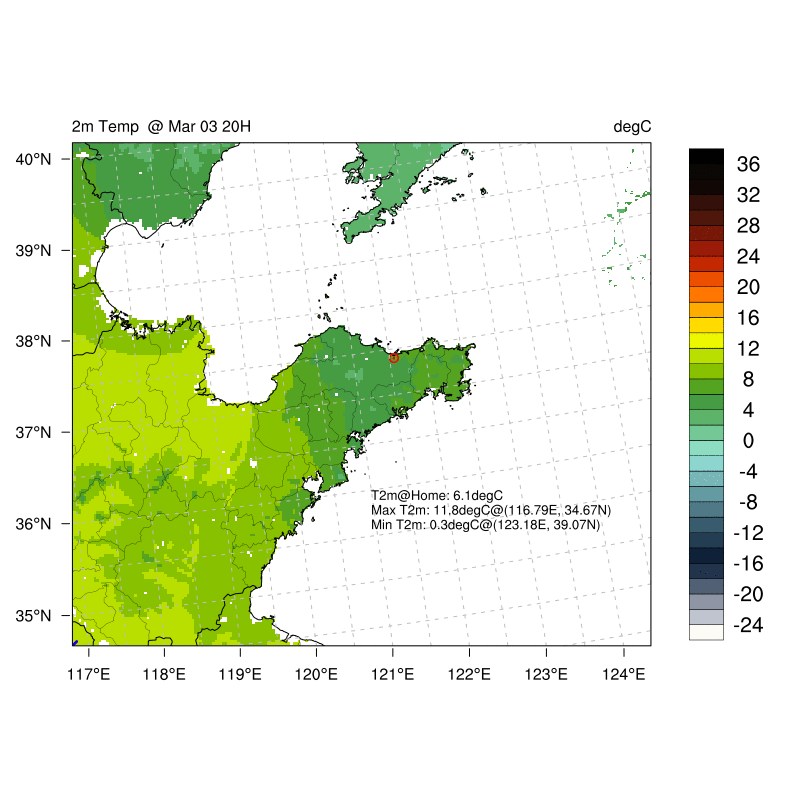 2m Temp @ Mar 03 20H
degC
40°N
39°N
38°N
37°N
36°N
35°N
117°E
118°E
119°E
120°E
121°E
122°E
123°E
124°E
T2m@Home: 6.1degC
Max T2m: 11.8degC@(116.79E, 34.67N)
Min T2m: 0.3degC@(123.18E, 39.07N)
36
32
28
24
20
16
12
8
4
0
-4
-8
-12
-16
-20
-24